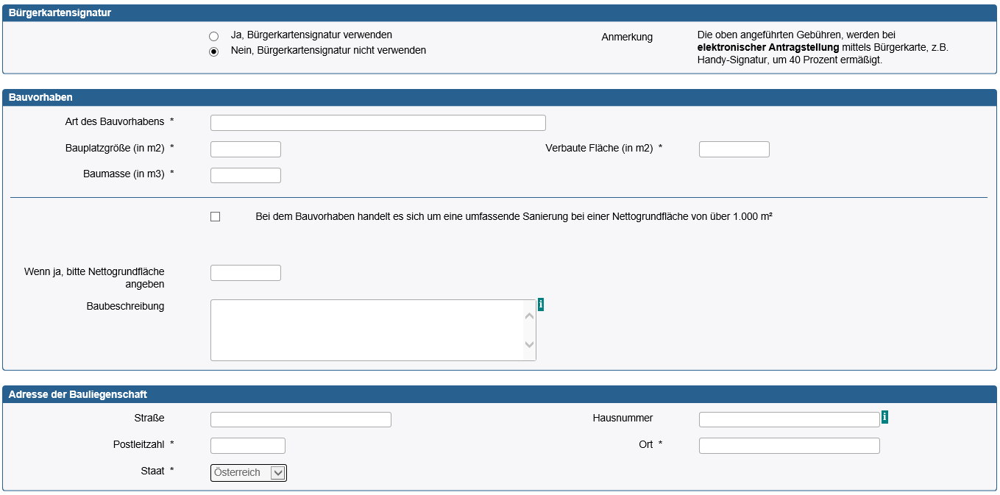 Bürgerkartensignatur
Ja, Bürgerkartensignatur verwenden
Nein, Bürgerkartensignatur nicht verwenden
Anmerkung
Die oben angeführten Gebühren, werden bei
elektronischer Antragstellung mittels Bürgerkarte, z.B.
Handy-Signatur, um 40 Prozent ermäßigt.
Bauvorhaben
Art des Bauvorhabens *
Bauplatzgröße (in m2) *
Verbaute Fläche (in m2) *
Baumasse (in m3) *
Bei dem Bauvorhaben handelt es sich um eine umfassende Sanierung bei einer Nettogrundfläche von über 1.000 m²
Wenn ja, bitte Nettogrundfläche
angeben
Baubeschreibung
i
Adresse der Bauliegenschaft
Straße
Hausnummer
i
Postleitzahl *
Ort *
Staat *
Österreich